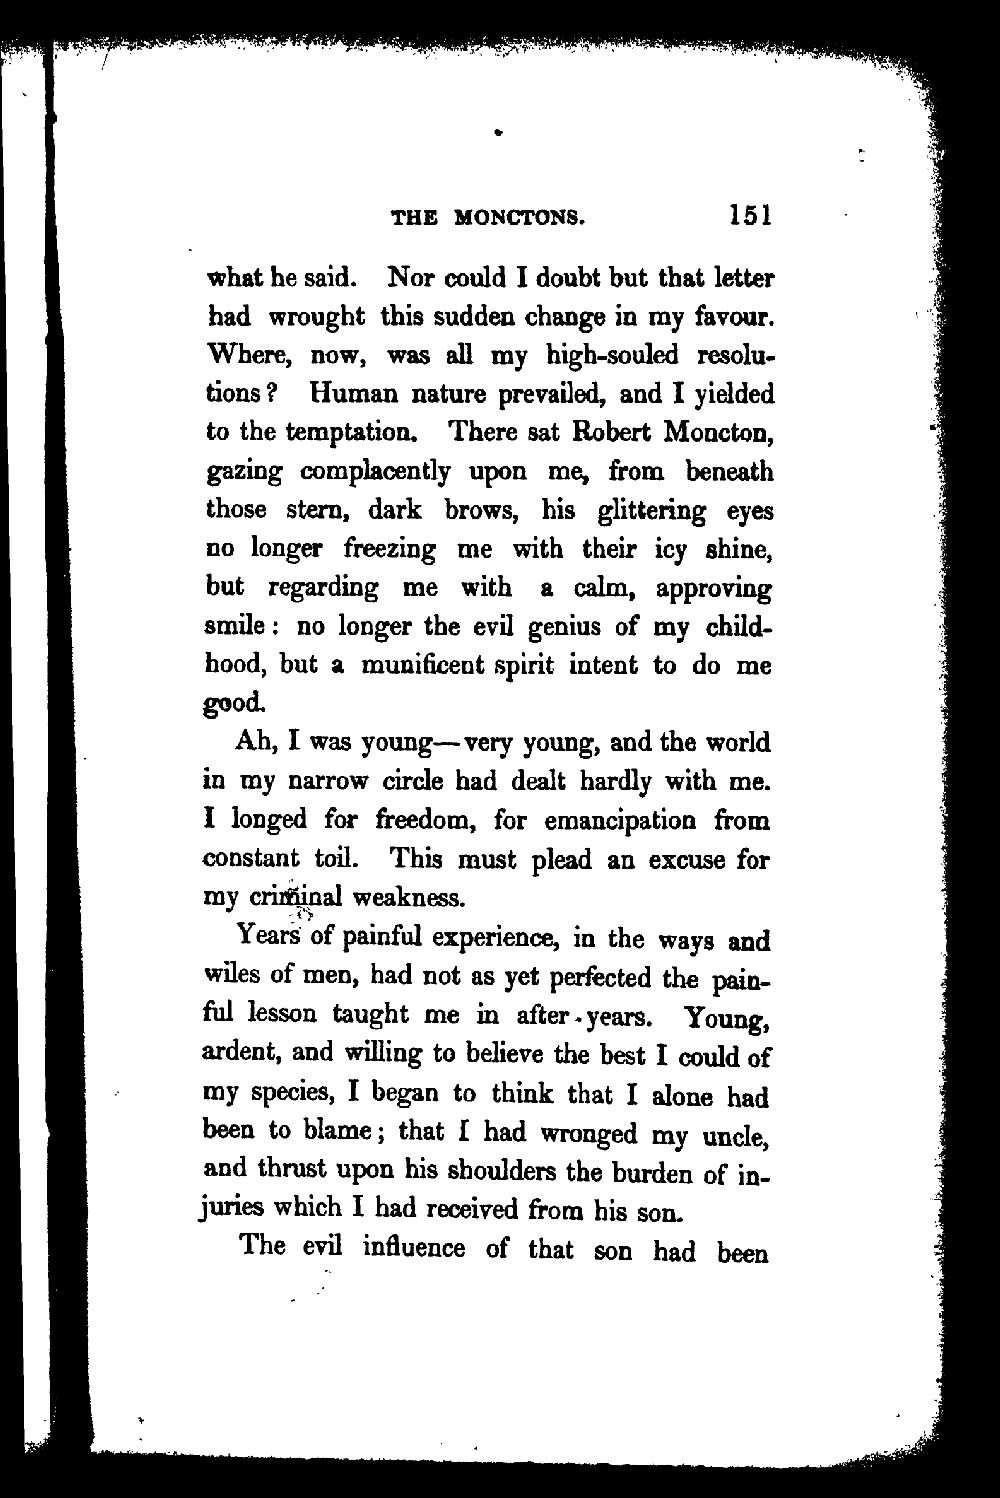 THE MONCTONS. 151
what he said. Nor could I doubt but that letter
had wrought this sudden change in my favour.
Where, now, was all my high-souled resolu-
tions? Human nature prevailed, and I yielded
to the temptation. There sat Robert Moncton,
gazing complacently upon me, from beneath
those stern, dark brows, his glittering eyes
no longer freezing me with their icy shine,
but regarding me with a calm, approving
smile: no longer the evil genius of my child-
hood, but a munificent spirit intent to do me
good.
Ah, I was young—very young, and the world
in my narrow circle had dealt hardly with me.
I longed for freedom, for emancipation from
constant toil. This must plead an excuse for
my criminal weakness.
Years of painful experience, in the ways and
wiles of men, had not as yet perfected the pain-
ful lesson taught me in after-years. Young,
ardent, and willing to believe the best I could of
my species, I began to think that I alone had
been to blame; that I had wronged my uncle,
and thrust upon his shoulders the burden of in-
juries which I had received from his son.
The evil influence of that son had been